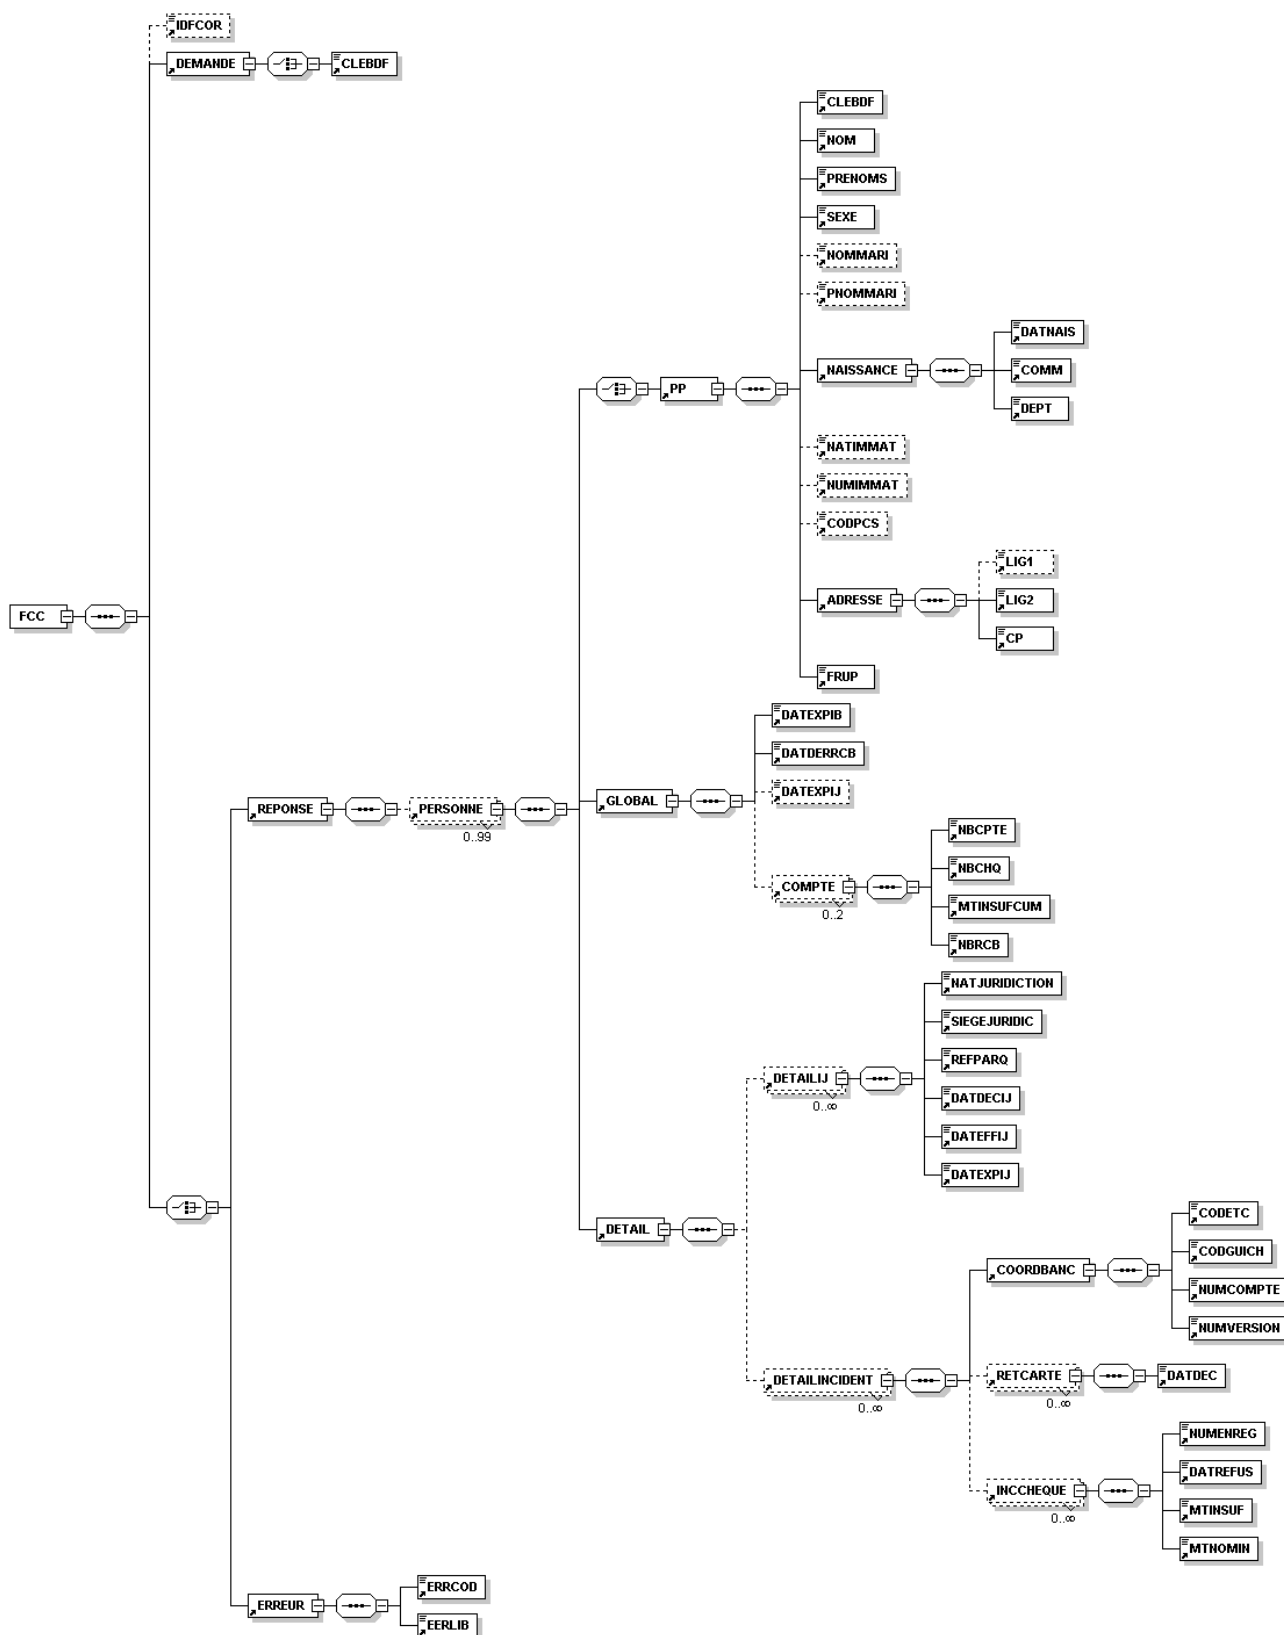 IDFCOR
DEMANDE
CLEBDF
CLEBDF
NOM
PRENOMS
SEXE
NOMMARI
PNOMMARI
NAISSANCE
DATNAIS
COMM
DEPT
NATIMMAT
NUMIMMAT
CODPCS
ADRESSE
LIG1
LIG2
CP
FRUP
PP
FCC
REPONSE
PERSONNE
0..99
GLOBAL
DATEXPIB
DATDERRCB
DATEXPIJ
COMPTE
0..2
NBCPTE
NBCHQ
MTINSUFCUM
NBRCB
DETAIL
DETAILIJ
0..∞
NATJURIDICTION
SIEGEJURIDIC
REFPARQ
DATDECIJ
DATEFFIJ
DATEXPIJ
DETAILINCIDENT
0..∞
COORDBANC
CODETC
CODGUICH
NUMCOMPTE
NUMVERSION
RETCARTE
0..∞
DATDEC
INCCHEQUE
0..∞
NUMENREG
DATREFUS
MTINSUF
MTNOMIN
ERREUR
ERRCOD
EERLIB